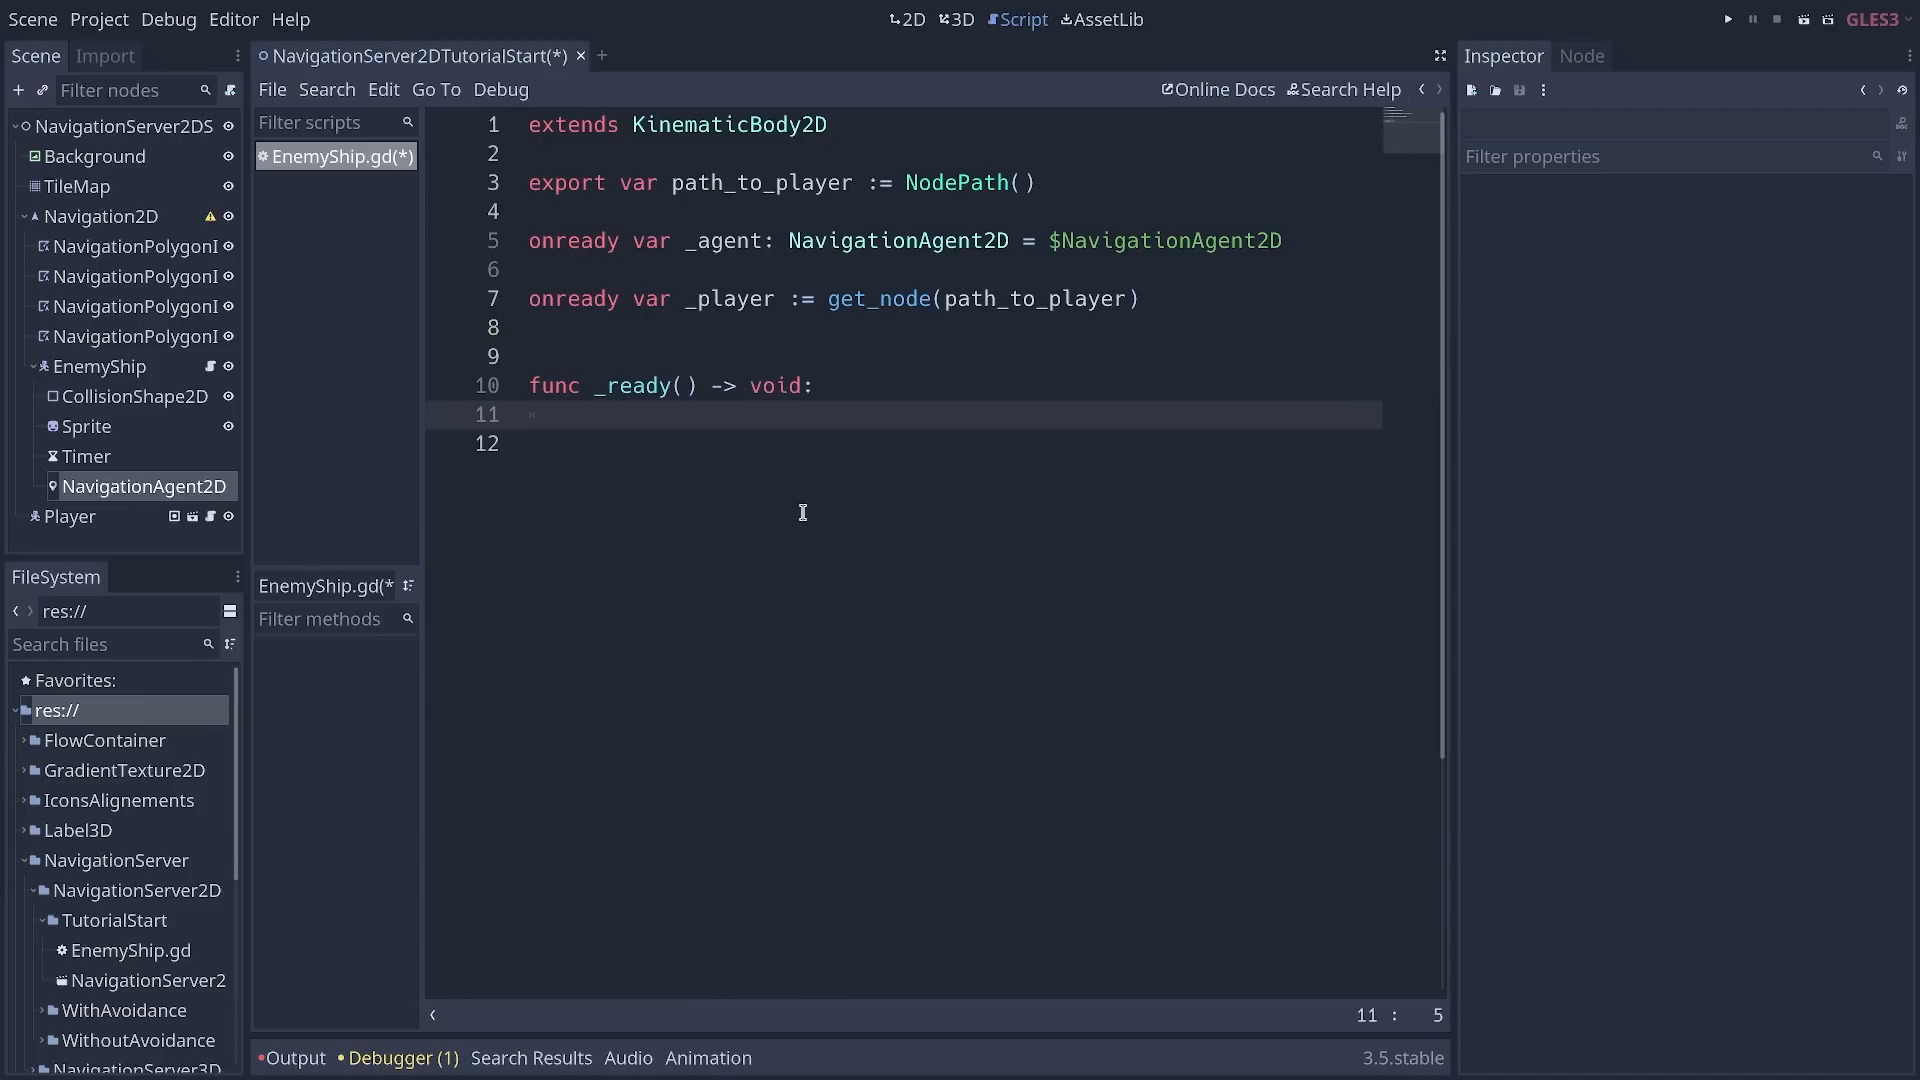 Scene Project Debug Editor Help
2D 3D Script AssetLib
GLES3
Scene Import
NavigationServer2DTutorialStart(*)
Inspector Node
Filter nodes
File Search Edit Go To Debug
Online Docs Search Help
NavigationServer2DS
Background
TileMap
Navigation2D
NavigationPolygonI
NavigationPolygonI
NavigationPolygonI
NavigationPolygonI
EnemyShip
CollisionShape2D
Sprite
Timer
NavigationAgent2D
Player
Filter scripts
EnemyShip.gd(*)
EnemyShip.gd(*
Filter methods
1 extends KinematicBody2D
2
3 export var path_to_player := NodePath()
4
5 onready var _agent: NavigationAgent2D = $NavigationAgent2D
6
7 onready var _player := get_node(path_to_player)
8
9
10 func _ready() -> void:
11
12
11 : 5
Filter properties
FileSystem
res://
Search files
Favorites:
res://
FlowContainer
GradientTexture2D
IconsAlignements
Label3D
NavigationServer
NavigationServer2D
TutorialStart
EnemyShip.gd
NavigationServer2
WithAvoidance
WithoutAvoidance
NavigationServer3D
Output Debugger (1) Search Results Audio Animation
3.5.stable